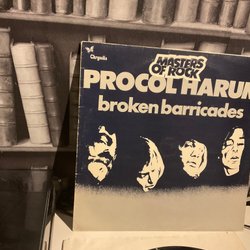 Chrysalis
MASTERS
OF ROCK
PROCOL HARUM
broken barricades